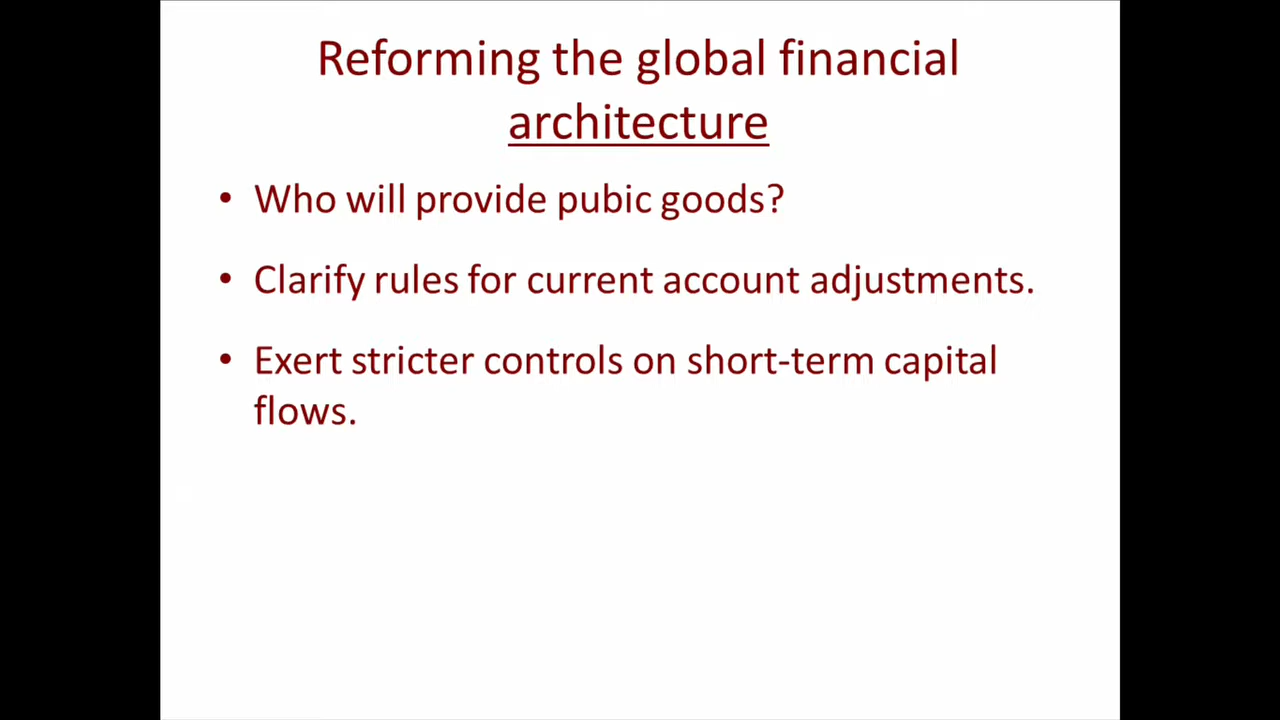 Reforming the global financial
architecture
• Who will provide pubic goods?
• Clarify rules for current account adjustments.
• Exert stricter controls on short-term capital
flows.